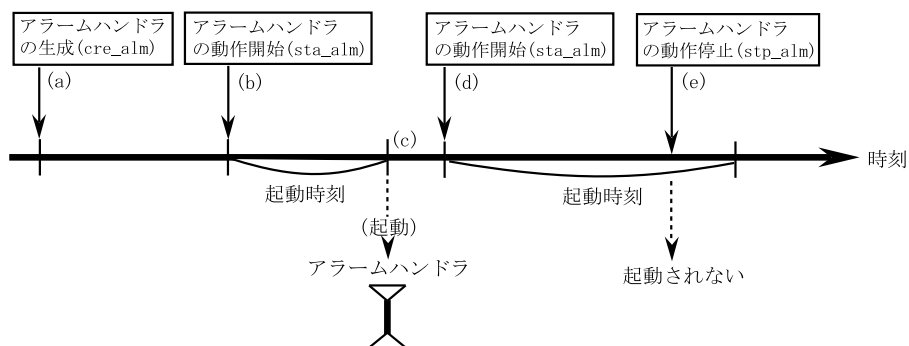 アラームハンドラ
の生成(cre_alm)
アラームハンドラ
の動作開始(sta_alm)
アラームハンドラ
の動作開始(sta_alm)
アラームハンドラ
の動作停止(stp_alm)
(a)
(b)
(d)
(e)
(c)
時刻
起動時刻
起動時刻
(起動)
アラームハンドラ
起動されない